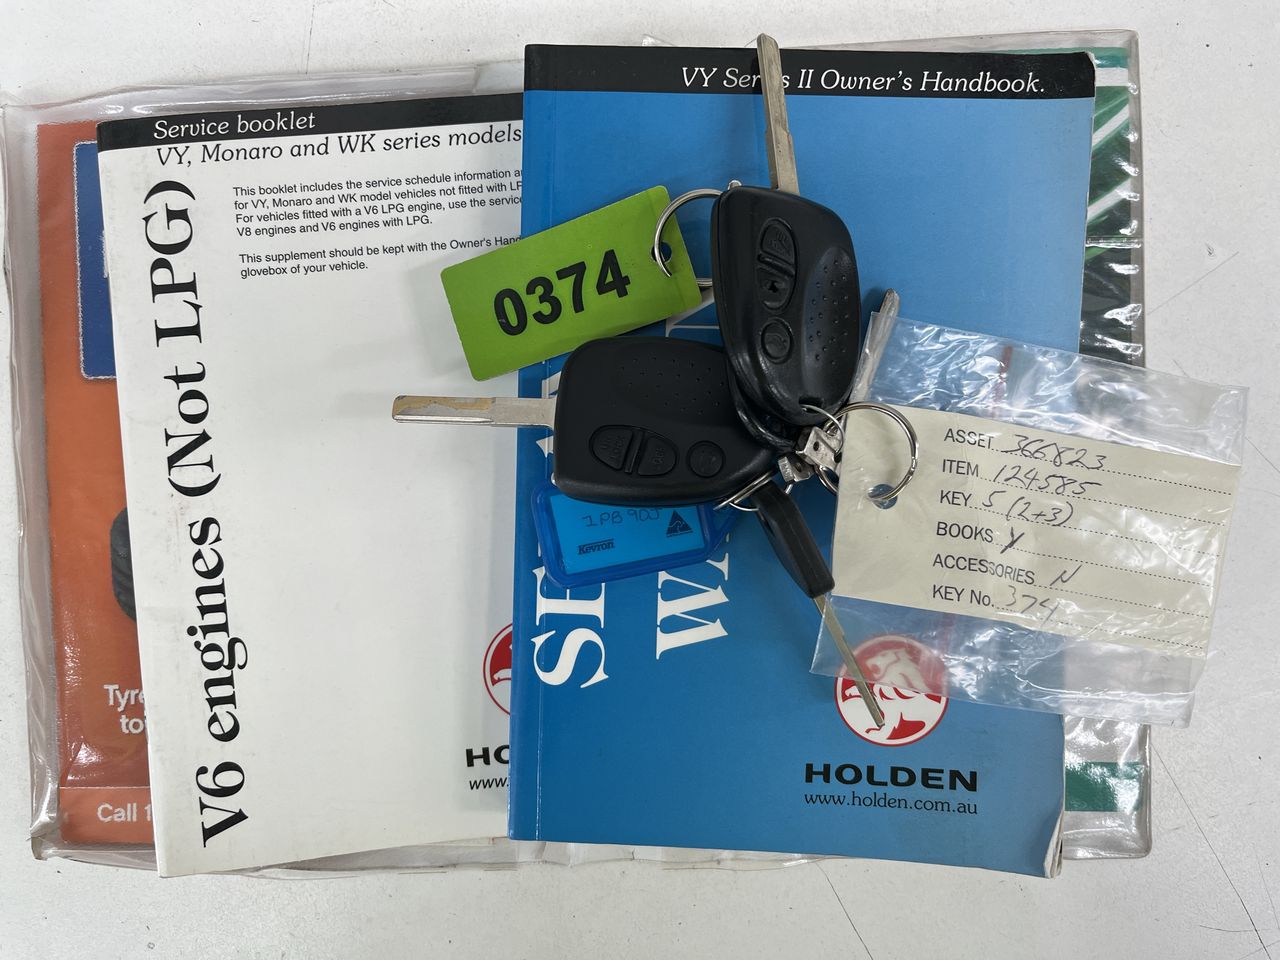 VY Series II Owner's Handbook.
Service booklet
VY, Monaro and WK series models
This booklet includes the service schedule information
for VY, Monaro and WK model vehicles not fitted with
For vehicles fitted with a V6 LPG engine, use the
V8 engines and V6 engines with LPG.
This supplement should be kept with the Owner's
glovebox of your vehicle.
V6 engines (Not LPG)
0374
ASSET 366823
ITEM 124585
KEY 5 (2+3)
BOOKS Y
ACCESSORIES N
KEY No. 374
Kevron
HOLDEN
www.holden.com.au
Call